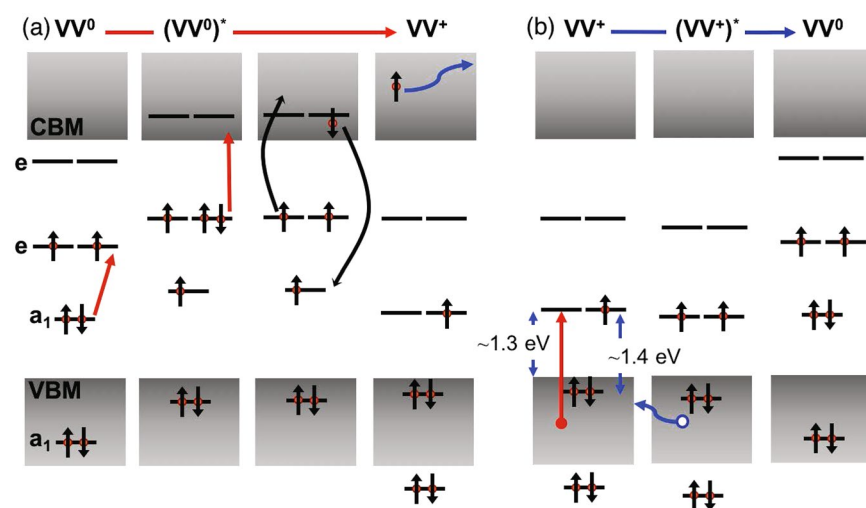 (a) VV⁰ (VV⁰)* VV⁺
CBM
e
e
a₁
VBM
a₁
(b) VV⁺ (VV⁺)* VV⁰
~1.3 eV
~1.4 eV